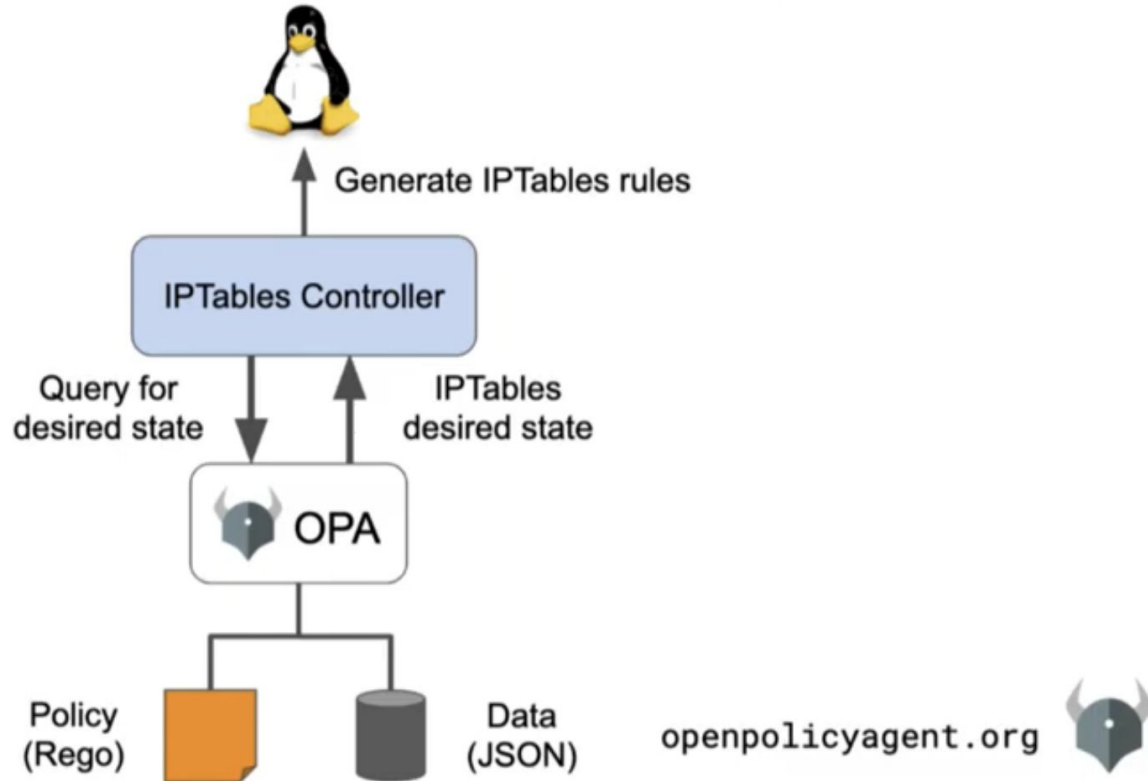 Generate IPTables rules
IPTables Controller
Query for
desired state
IPTables
desired state
OPA
Policy
(Rego)
Data
(JSON)
openpolicyagent.org